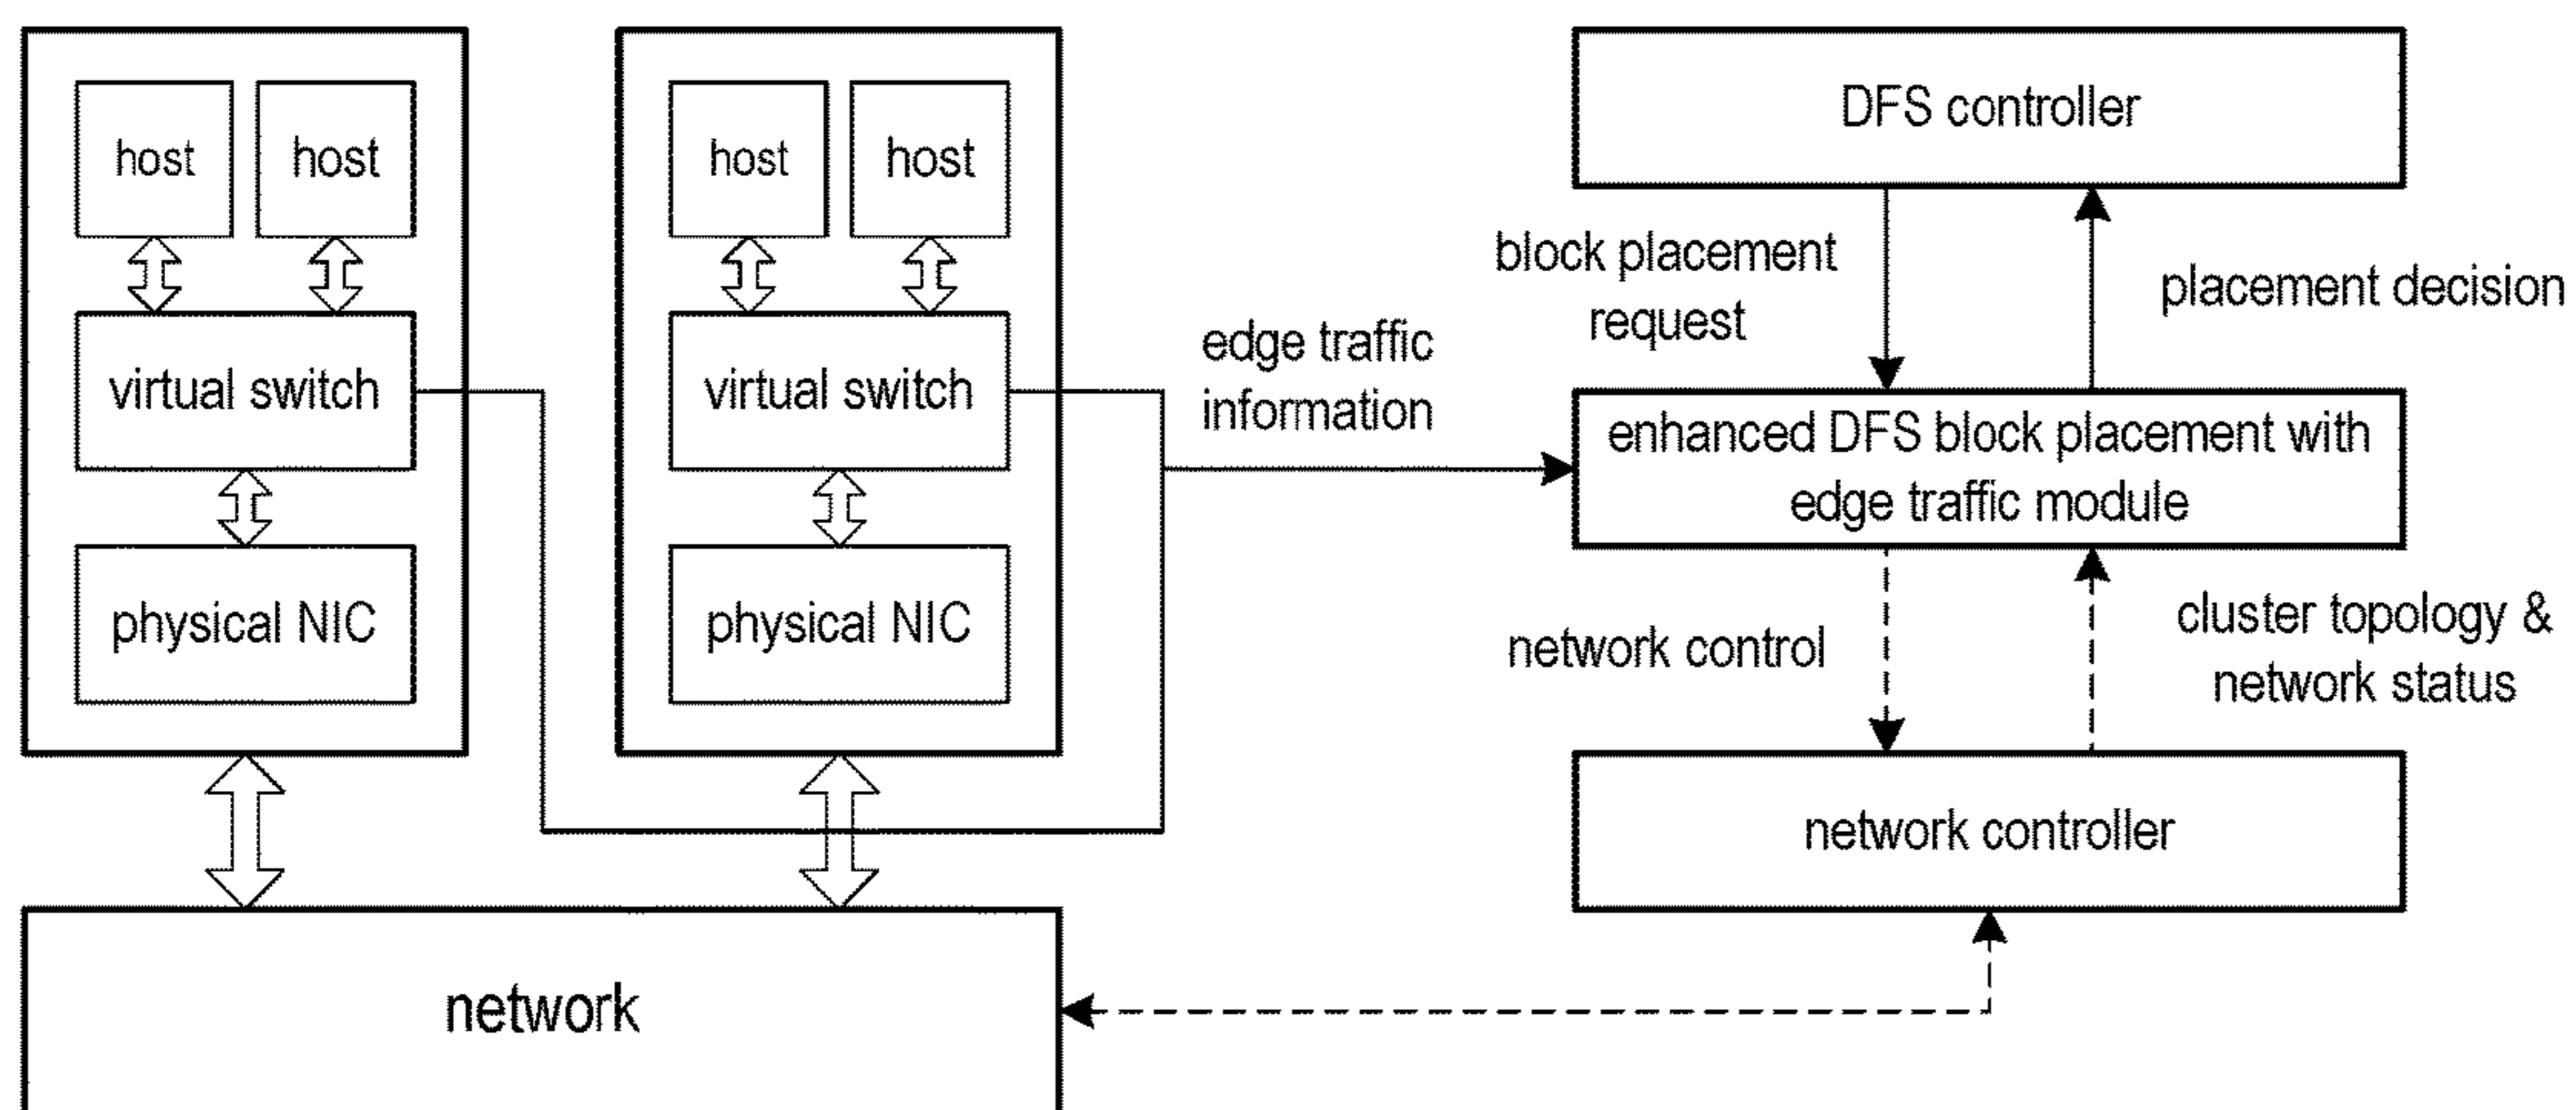 host
host
virtual switch
physical NIC
host
host
virtual switch
physical NIC
network
edge traffic
information
DFS controller
block placement
request
placement decision
enhanced DFS block placement with
edge traffic module
network control
cluster topology &
network status
network controller